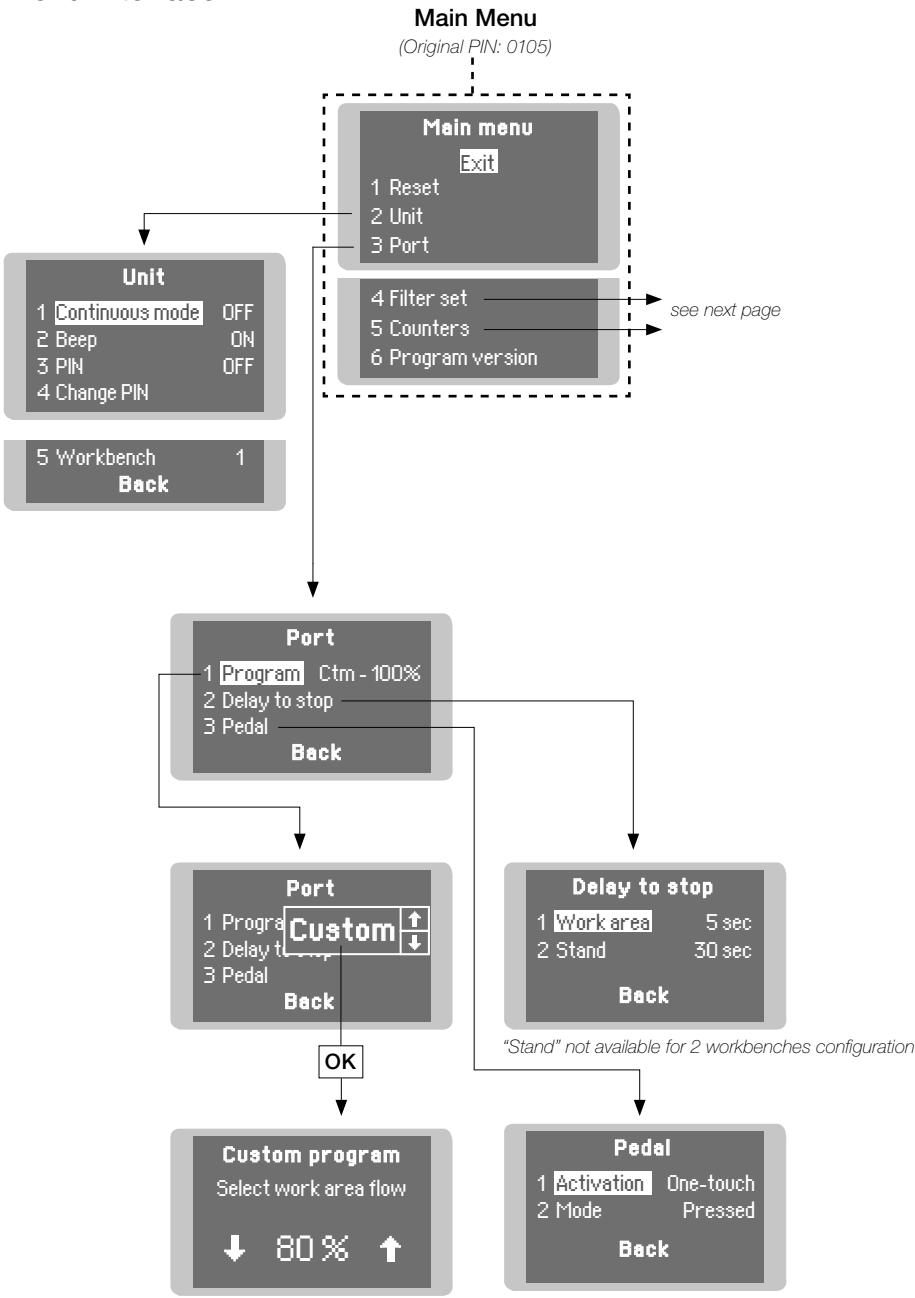 Main Menu
(Original PIN: 0105)
Main menu
Exit
1 Reset
2 Unit
3 Port
4 Filter set
5 Counters
6 Program version
see next page
Unit
1 Continuous mode OFF
2 Beep ON
3 PIN OFF
4 Change PIN
5 Workbench 1
Back
Port
1 Program Ctm - 100%
2 Delay to stop
3 Pedal
Back
Port
1 Progra
Custom
2 Delay t
3 Pedal
Back
OK
Custom program
Select work area flow
80 %
Delay to stop
1 Work area 5 sec
2 Stand 30 sec
Back
"Stand" not available for 2 workbenches configuration
Pedal
1 Activation One-touch
2 Mode Pressed
Back